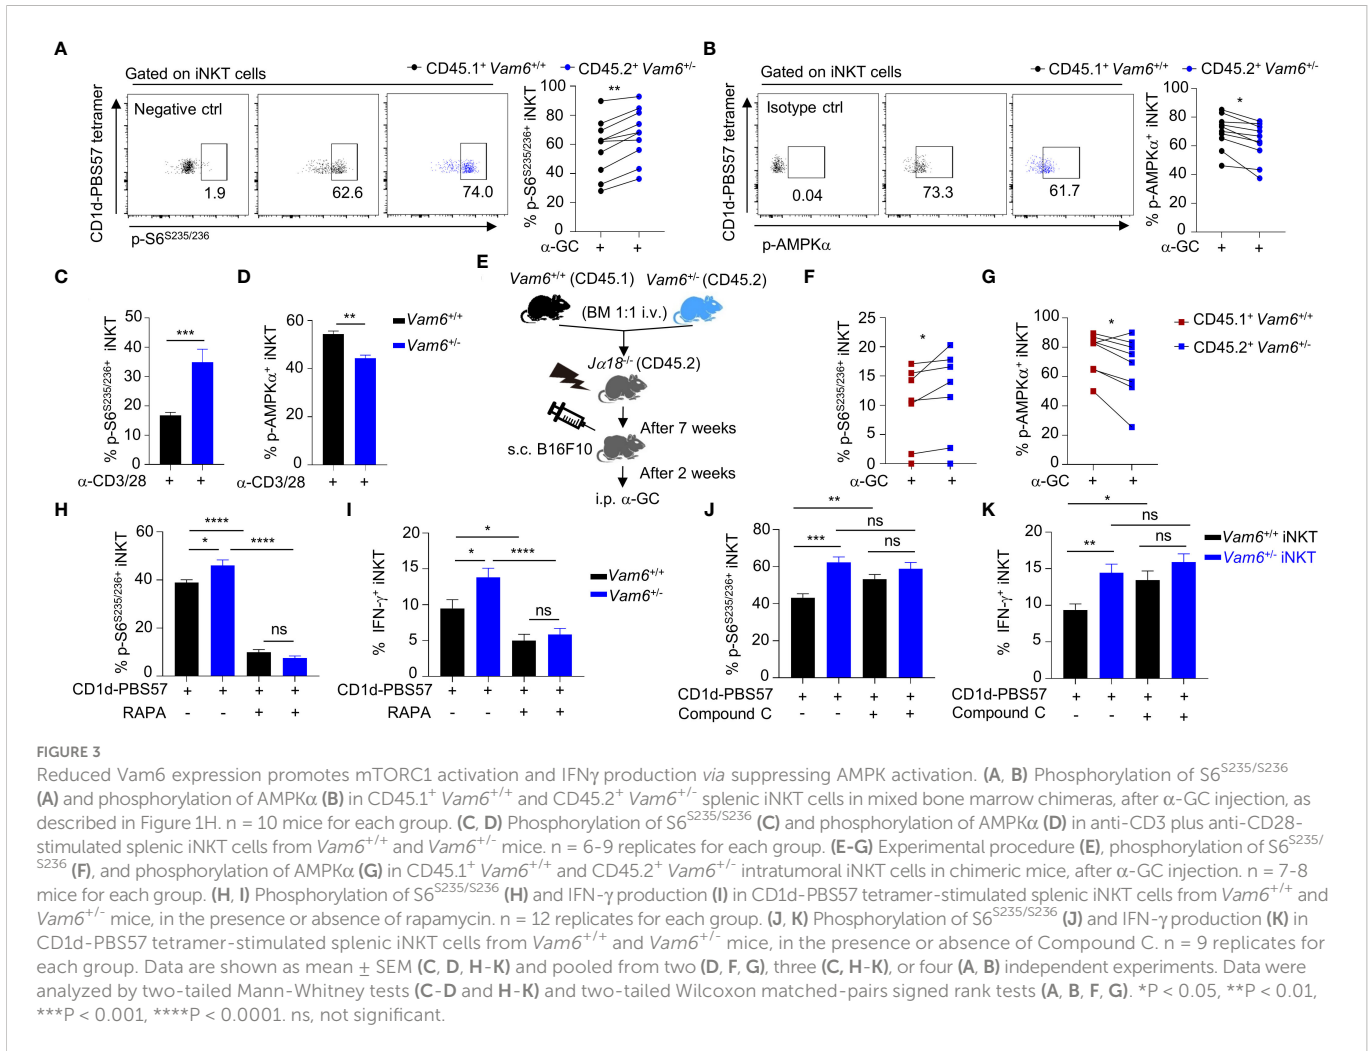 A
Gated on iNKT cells
CD45.1+ Vam6+/+ CD45.2+ Vam6+/-
CD1d-PBS57 tetramer
Negative ctrl
1.9
62.6
74.0
p-S6S235/236
% p-S6S235/236+ iNKT
100
80
60
40
20
0
**
α-GC + +
B
Gated on iNKT cells
CD45.1+ Vam6+/+ CD45.2+ Vam6+/-
CD1d-PBS57 tetramer
Isotype ctrl
0.04
73.3
61.7
p-AMPKα
% p-AMPKα+ iNKT
100
80
60
40
20
0
*
α-GC + +
C
% p-S6S235/236+ iNKT
50
40
30
20
10
0
***
α-CD3/28 + +
D
% p-AMPKα+ iNKT
60
40
20
0
**
α-CD3/28 + +
Vam6+/+
Vam6+/-
E
Vam6+/+ (CD45.1) Vam6+/- (CD45.2)
(BM 1:1 i.v.)
Jα18-/- (CD45.2)
After 7 weeks
s.c. B16F10
After 2 weeks
i.p. α-GC
F
% p-S6S235/236+ iNKT
25
20
15
10
5
0
*
α-GC + +
G
% p-AMPKα+ iNKT
100
80
60
40
20
0
*
α-GC + +
CD45.1+ Vam6+/+
CD45.2+ Vam6+/-
H
% p-S6S235/236+ iNKT
60
40
20
0
****
* ****
ns
CD1d-PBS57 + + + +
RAPA - - + +
I
% IFN-γ+ iNKT
20
15
10
5
0
*
* ****
ns
CD1d-PBS57 + + + +
RAPA - - + +
Vam6+/+
Vam6+/-
J
% p-S6S235/236+ iNKT
80
60
40
20
0
**
ns
*** ns
CD1d-PBS57 + + + +
Compound C - - + +
K
% IFN-γ+ iNKT
20
15
10
5
0
*
ns
** ns
CD1d-PBS57 + + + +
Compound C - - + +
Vam6+/+ iNKT
Vam6+/- iNKT
FIGURE 3
Reduced Vam6 expression promotes mTORC1 activation and IFNγ production via suppressing AMPK activation. (A, B) Phosphorylation of S6S235/S236
(A) and phosphorylation of AMPKα (B) in CD45.1+ Vam6+/+ and CD45.2+ Vam6+/- splenic iNKT cells in mixed bone marrow chimeras, after α-GC injection, as
described in Figure 1H. n = 10 mice for each group. (C, D) Phosphorylation of S6S235/S236 (C) and phosphorylation of AMPKα (D) in anti-CD3 plus anti-CD28-
stimulated splenic iNKT cells from Vam6+/+ and Vam6+/- mice. n = 6-9 replicates for each group. (E-G) Experimental procedure (E), phosphorylation of S6S235/
S236 (F), and phosphorylation of AMPKα (G) in CD45.1+ Vam6+/+ and CD45.2+ Vam6+/- intratumoral iNKT cells in chimeric mice, after α-GC injection. n = 7-8
mice for each group. (H, I) Phosphorylation of S6S235/S236 (H) and IFN-γ production (I) in CD1d-PBS57 tetramer-stimulated splenic iNKT cells from Vam6+/+ and
Vam6+/- mice, in the presence or absence of rapamycin. n = 12 replicates for each group. (J, K) Phosphorylation of S6S235/S236 (J) and IFN-γ production (K) in
CD1d-PBS57 tetramer-stimulated splenic iNKT cells from Vam6+/+ and Vam6+/- mice, in the presence or absence of Compound C. n = 9 replicates for
each group. Data are shown as mean ± SEM (C, D, H-K) and pooled from two (D, F, G), three (C, H-K), or four (A, B) independent experiments. Data were
analyzed by two-tailed Mann-Whitney tests (C-D and H-K) and two-tailed Wilcoxon matched-pairs signed rank tests (A, B, F, G). *P < 0.05, **P < 0.01,
***P < 0.001, ****P < 0.0001. ns, not significant.